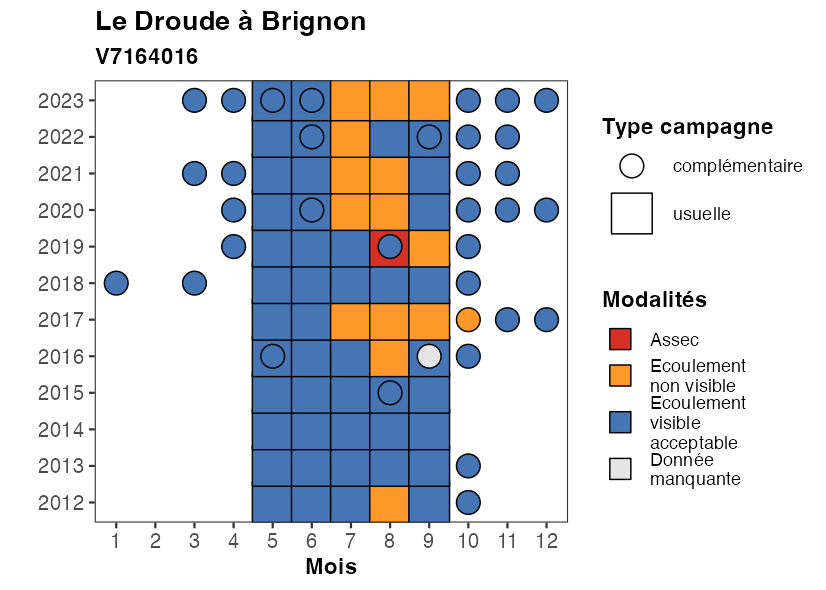 Le Droude à Brignon
V7164016
2023
2022
2021
2020
2019
2018
2017
2016
2015
2014
2013
2012
1 2 3 4 5 6 7 8 9 10 11 12
Mois
Type campagne
complémentaire
usuelle
Modalités
Assec
Ecoulement
non visible
Ecoulement
visible
acceptable
Donnée
manquante